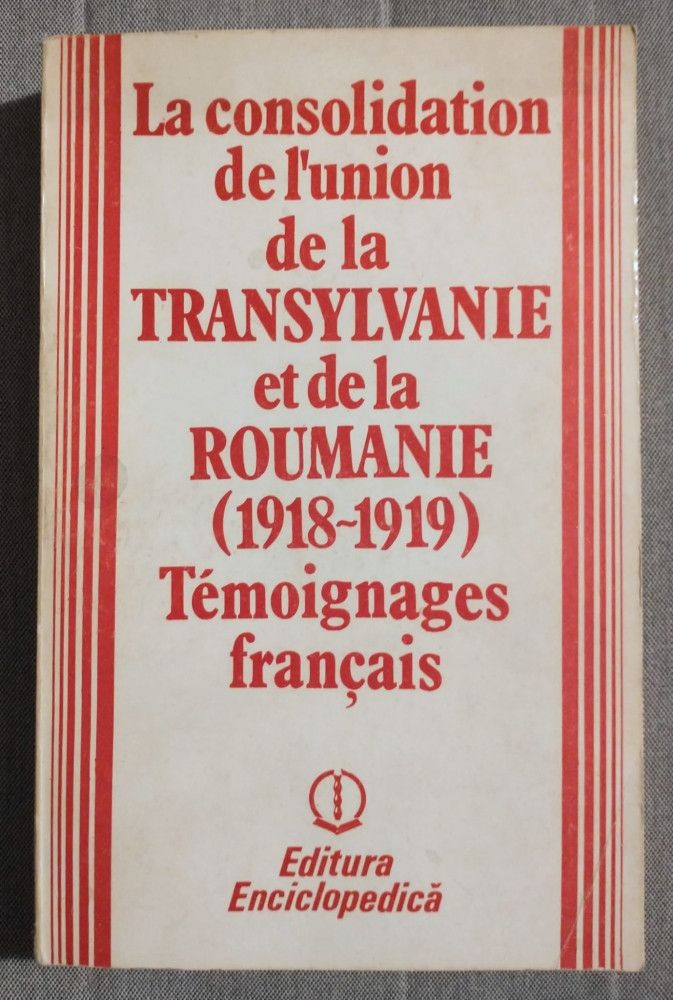 La consolidation
de l'union
de la
TRANSYLVANIE
et de la
ROUMANIE
(1918~1919)
Témoignages
français
Editura
Enciclopedică